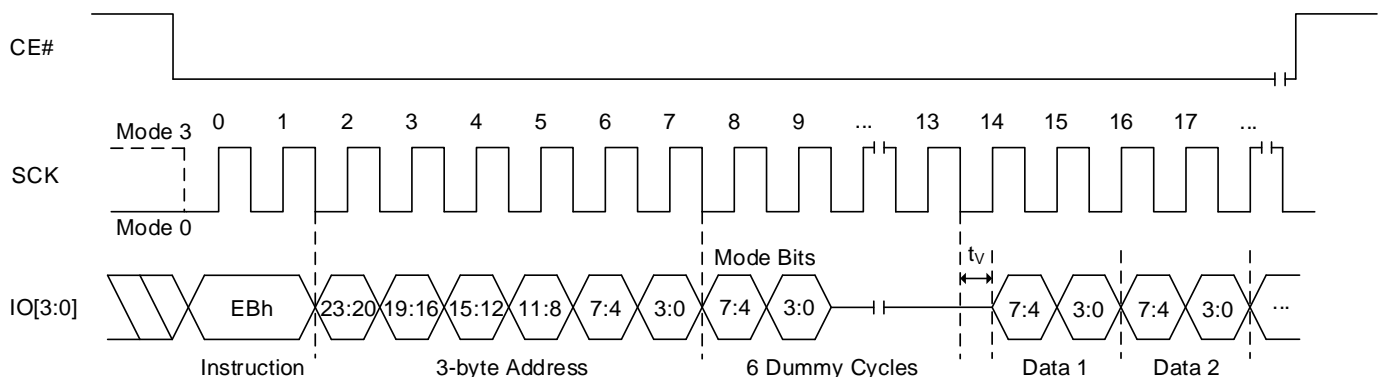 CE#
Mode 3
0 1 2 3 4 5 6 7 8 9 ... 13 14 15 16 17 ...
SCK
Mode 0
Mode Bits
tV
IO[3:0]
EBh 23:20 19:16 15:12 11:8 7:4 3:0 7:4 3:0 7:4 3:0 7:4 3:0 ...
Instruction 3-byte Address 6 Dummy Cycles Data 1 Data 2